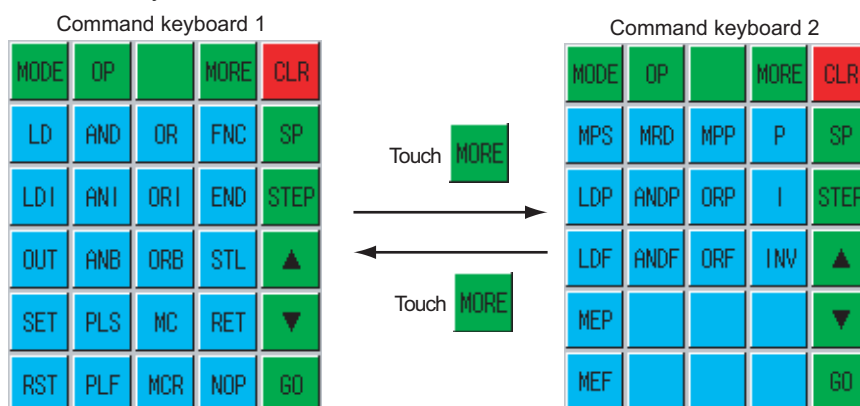 Command keyboard 1
MODE OP MORE CLR
LD AND OR FNC SP
LDI ANI ORI END STEP
OUT ANB ORB STL ▲
SET PLS MC RET ▼
RST PLF MCR NOP GO
Touch MORE
Touch MORE
Command keyboard 2
MODE OP MORE CLR
MPS MRD MPP P SP
LDP ANDP ORP I STEP
LDF ANDF ORF INV ▲
MEP ▼
MEF GO